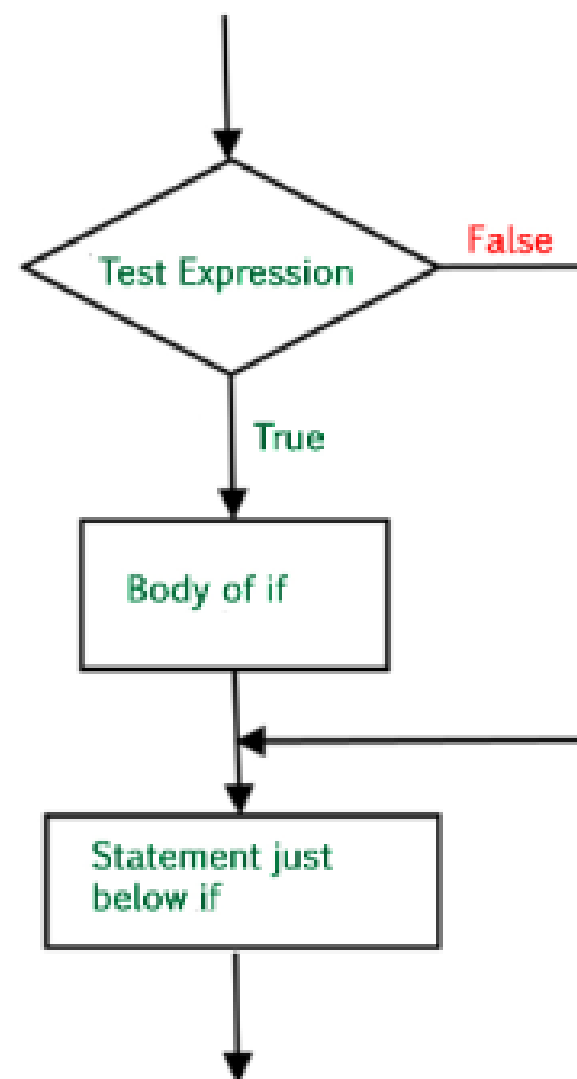 False
Test Expression
True
Body of if
Statement just
below if